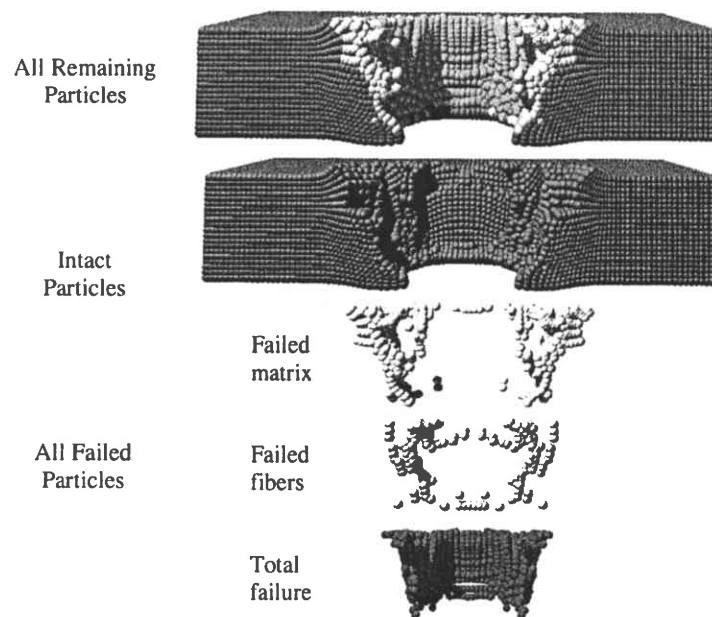 All Remaining
Particles
Intact
Particles
Failed
matrix
All Failed
Particles
Failed
fibers
Total
failure